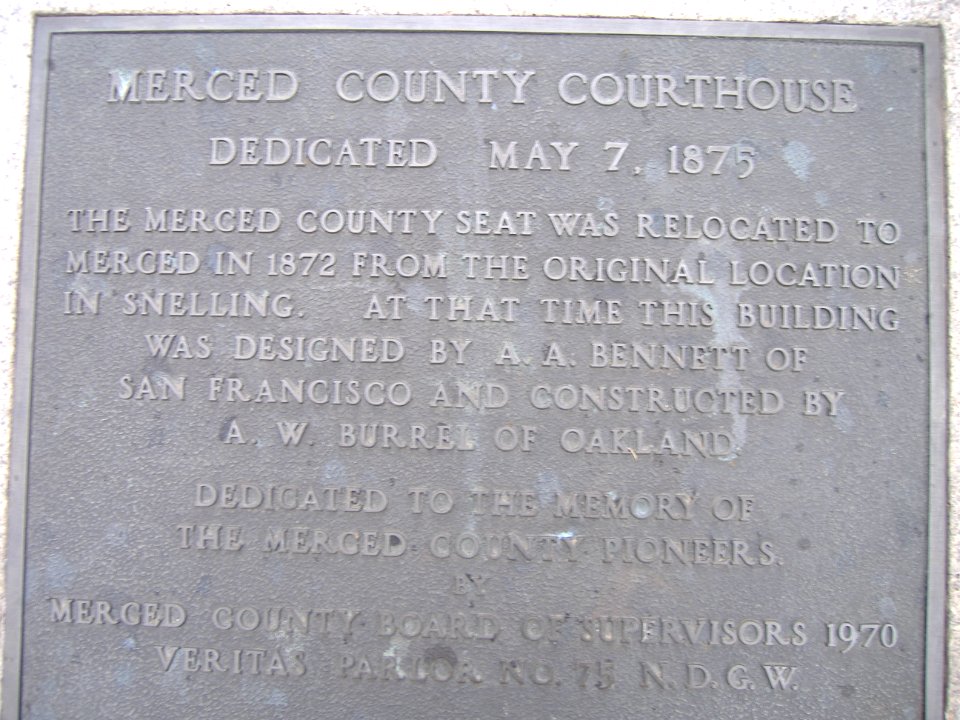 MERCED COUNTY COURTHOUSE
DEDICATED MAY 7, 1875
THE MERCED COUNTY SEAT WAS RELOCATED TO
MERCED IN 1872 FROM THE ORIGINAL LOCATION
IN SNELLING. AT THAT TIME THIS BUILDING
WAS DESIGNED BY A. A. BENNETT OF
SAN FRANCISCO AND CONSTRUCTED BY
A. W. BURREL OF OAKLAND.
DEDICATED TO THE MEMORY OF
THE MERCED COUNTY PIONEERS.
BY
MERCED COUNTY BOARD OF SUPERVISORS 1970
VERITAS PARLOR NO. 75 N.D.G.W.